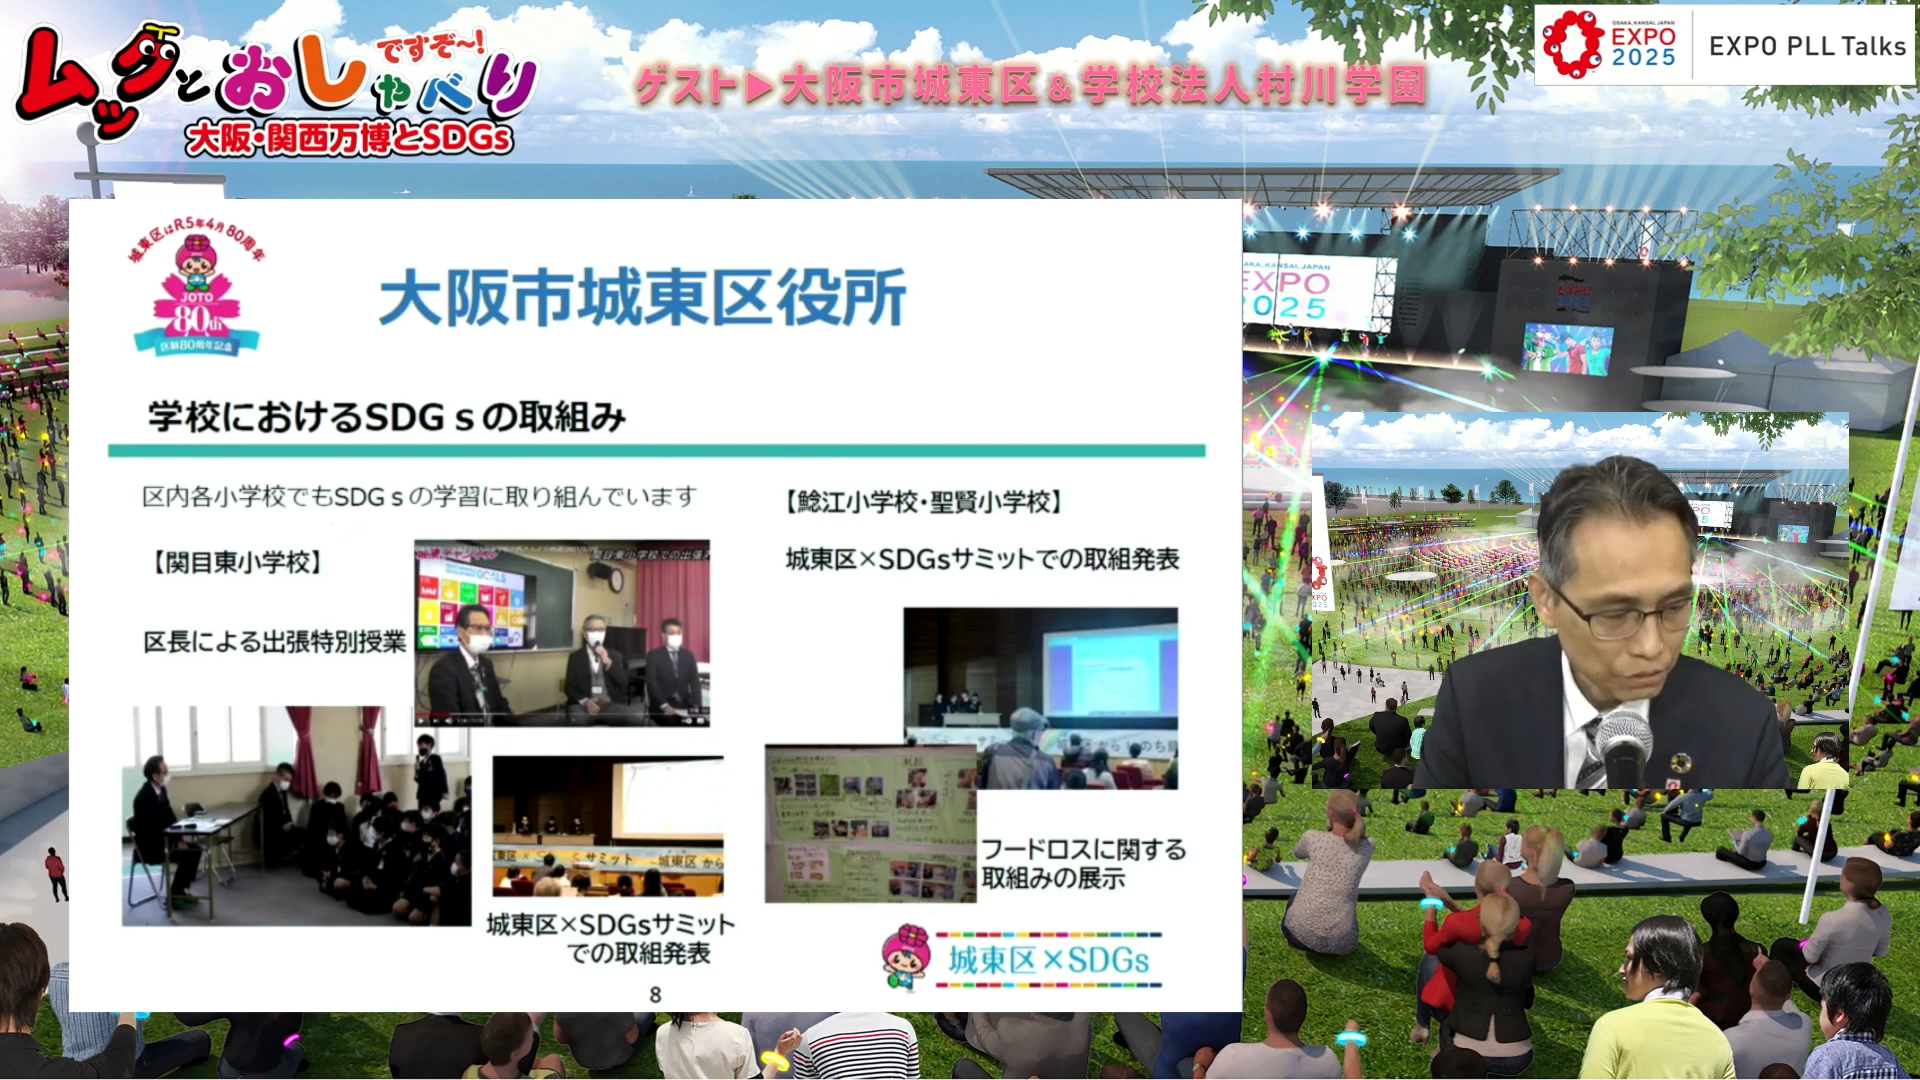 ムッグとおしゃべり
ですぞ～!
大阪・関西万博とSDGs
ゲスト▶大阪市城東区＆学校法人村川学園
OSAKA, KANSAI, JAPAN
EXPO
2025
EXPO PLL Talks
城東区はR5年4月80周年
JOTO
80th
区制80周年記念
大阪市城東区役所
学校におけるSDGｓの取組み
区内各小学校でもSDGｓの学習に取り組んでいます
【関目東小学校】
区長による出張特別授業
城東区×SDGsサミット
での取組発表
【鯰江小学校・聖賢小学校】
城東区×SDGsサミットでの取組発表
フードロスに関する
取組みの展示
城東区×SDGs
8
EXPO
2025